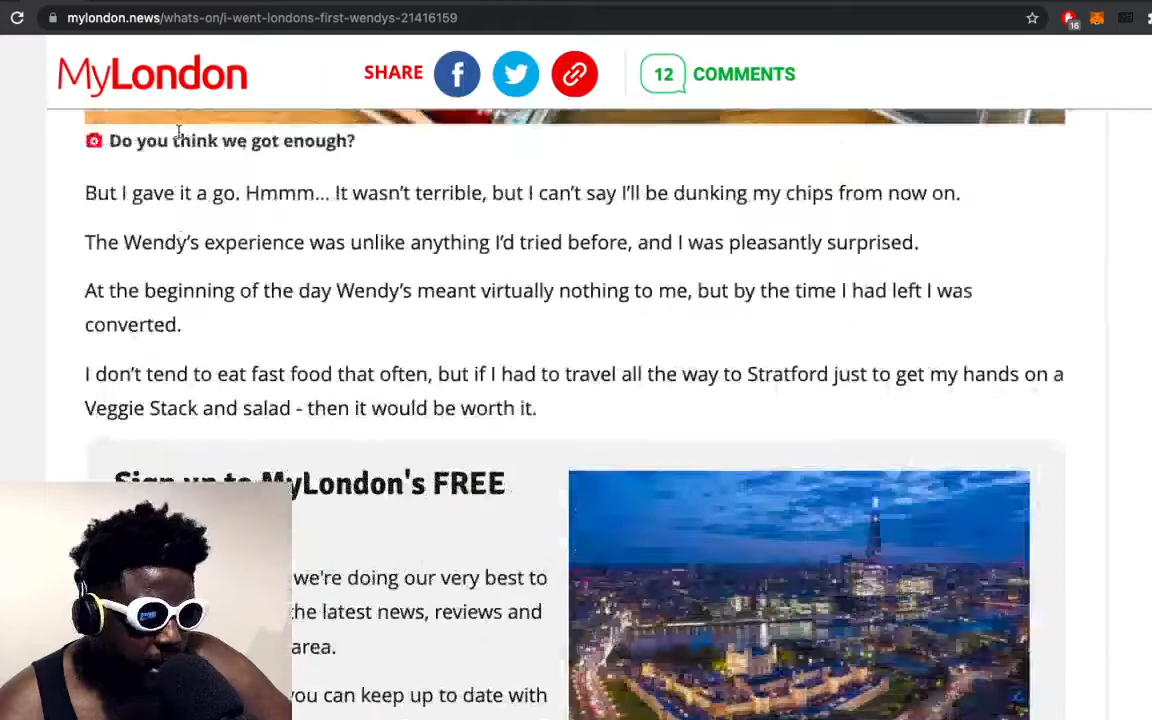 mylondon.news/whats-on/i-went-londons-first-wendys-21416159
16
MyLondon
SHARE
12 COMMENTS
Do you think we got enough?
But I gave it a go. Hmmm... It wasn't terrible, but I can't say I'll be dunking my chips from now on.
The Wendy's experience was unlike anything I'd tried before, and I was pleasantly surprised.
At the beginning of the day Wendy's meant virtually nothing to me, but by the time I had left I was
converted.
I don't tend to eat fast food that often, but if I had to travel all the way to Stratford just to get my hands on a
Veggie Stack and salad - then it would be worth it.
Sign up to MyLondon's FREE
we're doing our very best to
the latest news, reviews and
area.
you can keep up to date with